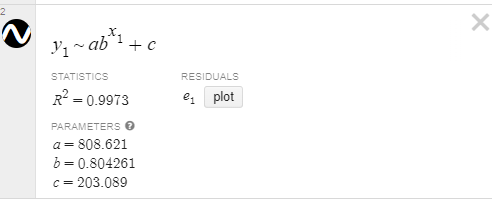 2
y₁ ~ ab^x₁ + c
STATISTICS RESIDUALS
R² = 0.9973 e₁ plot
PARAMETERS ?
a = 808.621
b = 0.804261
c = 203.089